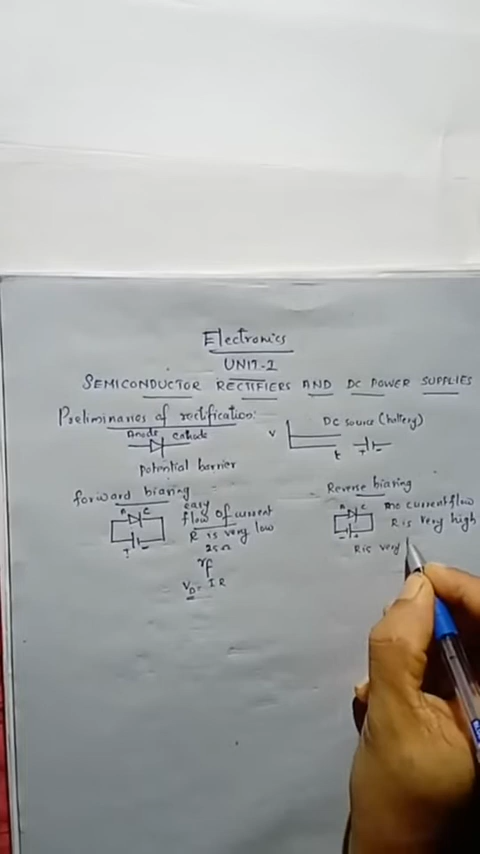 Electronics
UNIT-1
SEMICONDUCTOR RECTIFIERS AND DC POWER SUPPLIES
Preliminaries of rectification:
Anode cathode
DC source (battery)
V
t
+ -
potential barrier
forward biasing
A C
+ -
easy
flow of current
R is very low
25Ω
rf
VD = IR
Reverse biasing
A C
- +
no current flow
R is very high
R is very